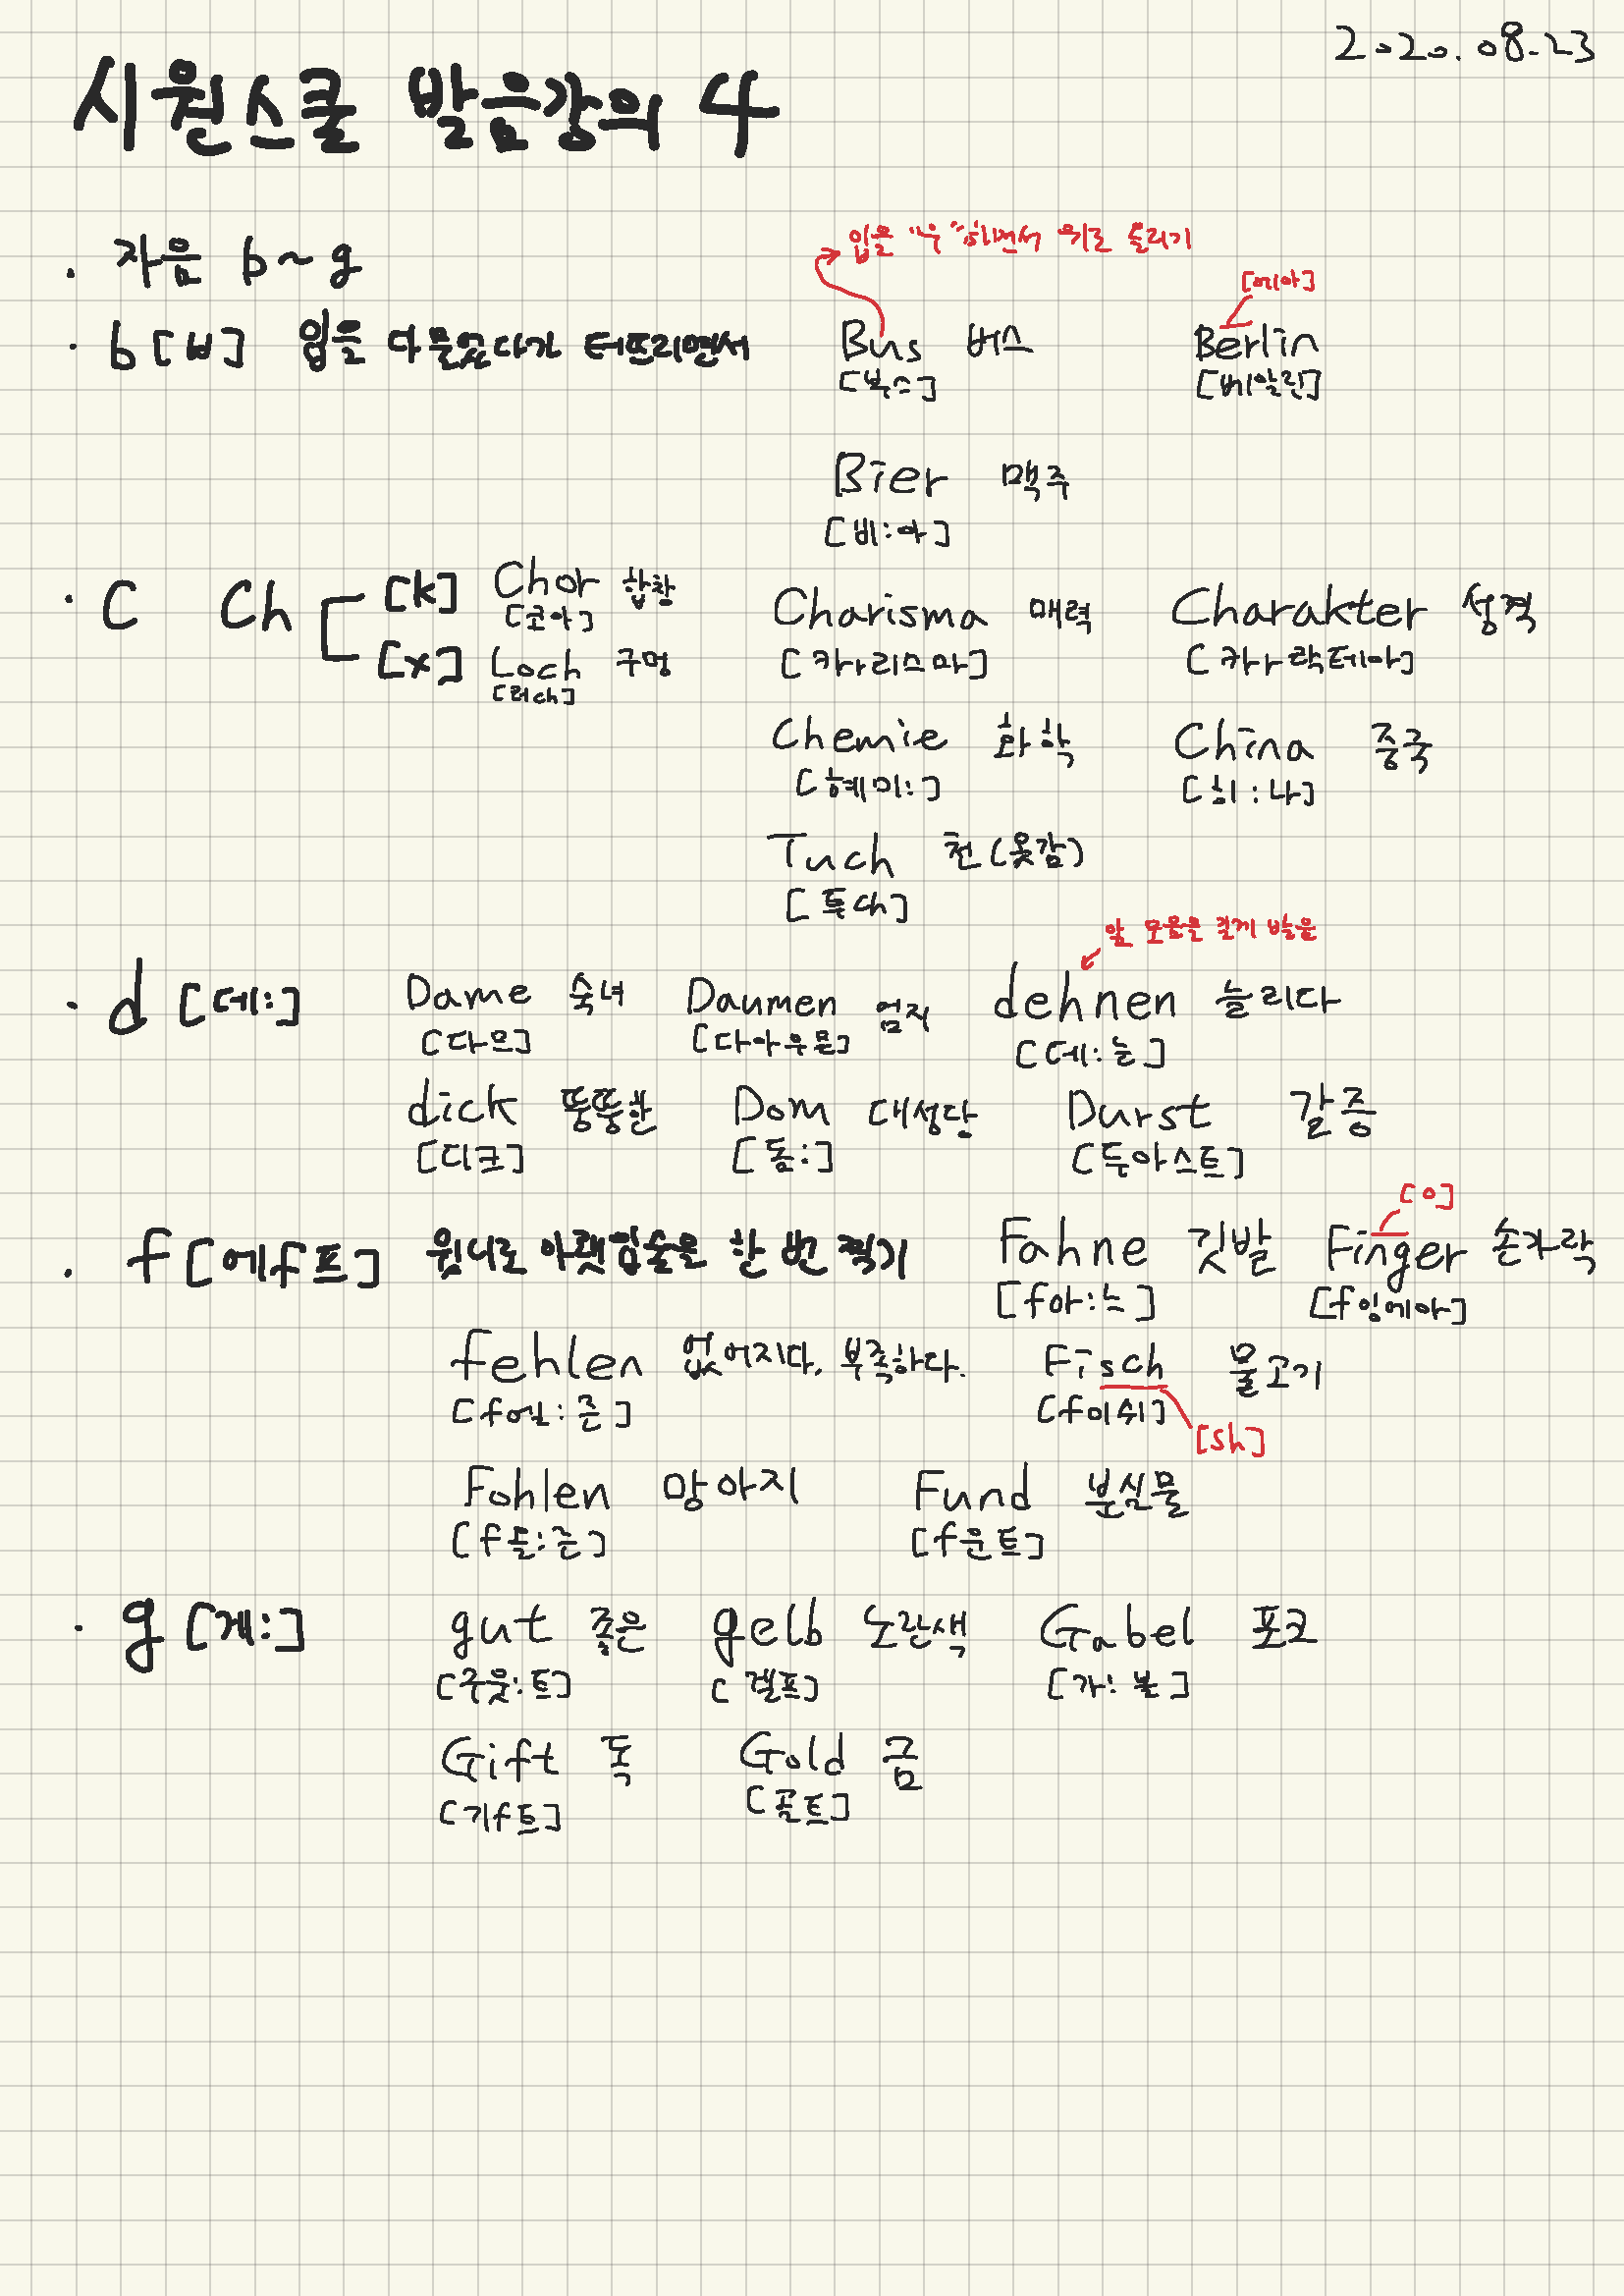 2020.08.23
시원스쿨 발음강의 4
· 자음 b~g
입을 "우" 하면서 위로 올리기
[에아]
· b [ㅂ] 입을 다물었다가 터뜨리면서 Bus 버스 Berlin
[부스] [베알린]
Bier 맥주
[비:아]
· C Ch [k] Chor 합창 Charisma 매력 Charakter 성격
[코아] [카리스마] [카락테아]
[x] Loch 구멍
[러ch]
Chemie 화학 China 중국
[헤미:] [히:나]
Tuch 천(옷감)
[투ch]
앞 모음을 길게 발음
· d [데:] Dame 숙녀 Daumen 엄지 dehnen 늘리다
[다므] [다아우믄] [데:는]
dick 뚱뚱한 Dom 대성당 Durst 갈증
[디크] [돔:] [두아스트]
[ㅇ]
· f [에f프] 윗니로 아랫입술을 한 번 찍기 Fahne 깃발 Finger 손가락
[f아:느] [f잉에아]
fehlen 없어지다, 부족하다. Fisch 물고기
[f에:른] [f이쉬]
[sh]
Fohlen 망아지 Fund 분실물
[f올:른] [f운트]
· g [게:] gut 좋은 gelb 노란색 Gabel 포크
[구웃:트] [겔프] [가:블]
Gift 독 Gold 금
[기f트] [골트]